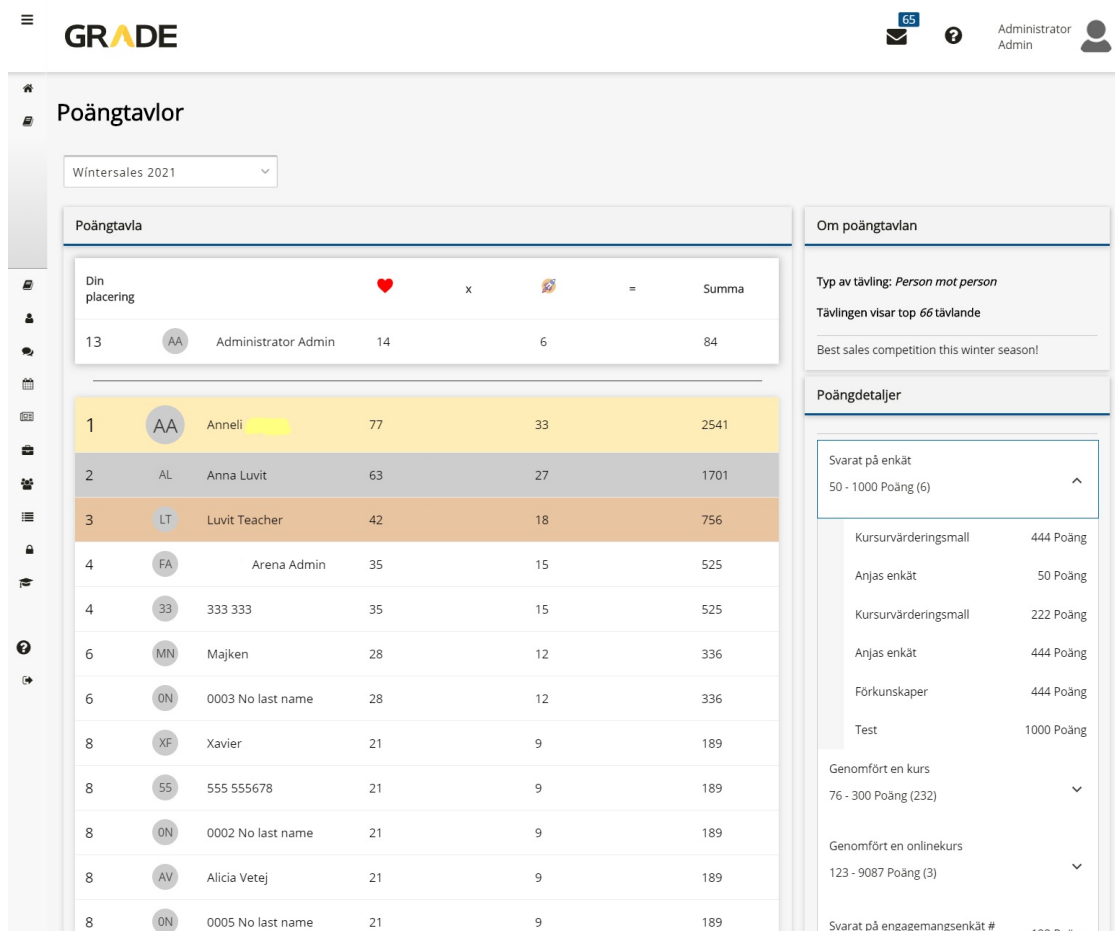 65
GRADE
Administrator
Admin
Poängtavlor
Wíntersales 2021
Poängtavla
Din
placering
x
=
Summa
13 AA Administrator Admin 14 6 84
1 AA Anneli 77 33 2541
2 AL Anna Luvit 63 27 1701
3 LT Luvit Teacher 42 18 756
4 FA Arena Admin 35 15 525
4 33 333 333 35 15 525
6 MN Majken 28 12 336
6 0N 0003 No last name 28 12 336
8 XF Xavier 21 9 189
8 55 555 555678 21 9 189
8 0N 0002 No last name 21 9 189
8 AV Alicia Vetej 21 9 189
8 0N 0005 No last name 21 9 189
Om poängtavlan
Typ av tävling: Person mot person
Tävlingen visar top 66 tävlande
Best sales competition this winter season!
Poängdetaljer
Svarat på enkät
50 - 1000 Poäng (6)
Kursurvärderingsmall 444 Poäng
Anjas enkät 50 Poäng
Kursurvärderingsmall 222 Poäng
Anjas enkät 444 Poäng
Förkunskaper 444 Poäng
Test 1000 Poäng
Genomfört en kurs
76 - 300 Poäng (232)
Genomfört en onlinekurs
123 - 9087 Poäng (3)
Svarat på engagemangsenkät #